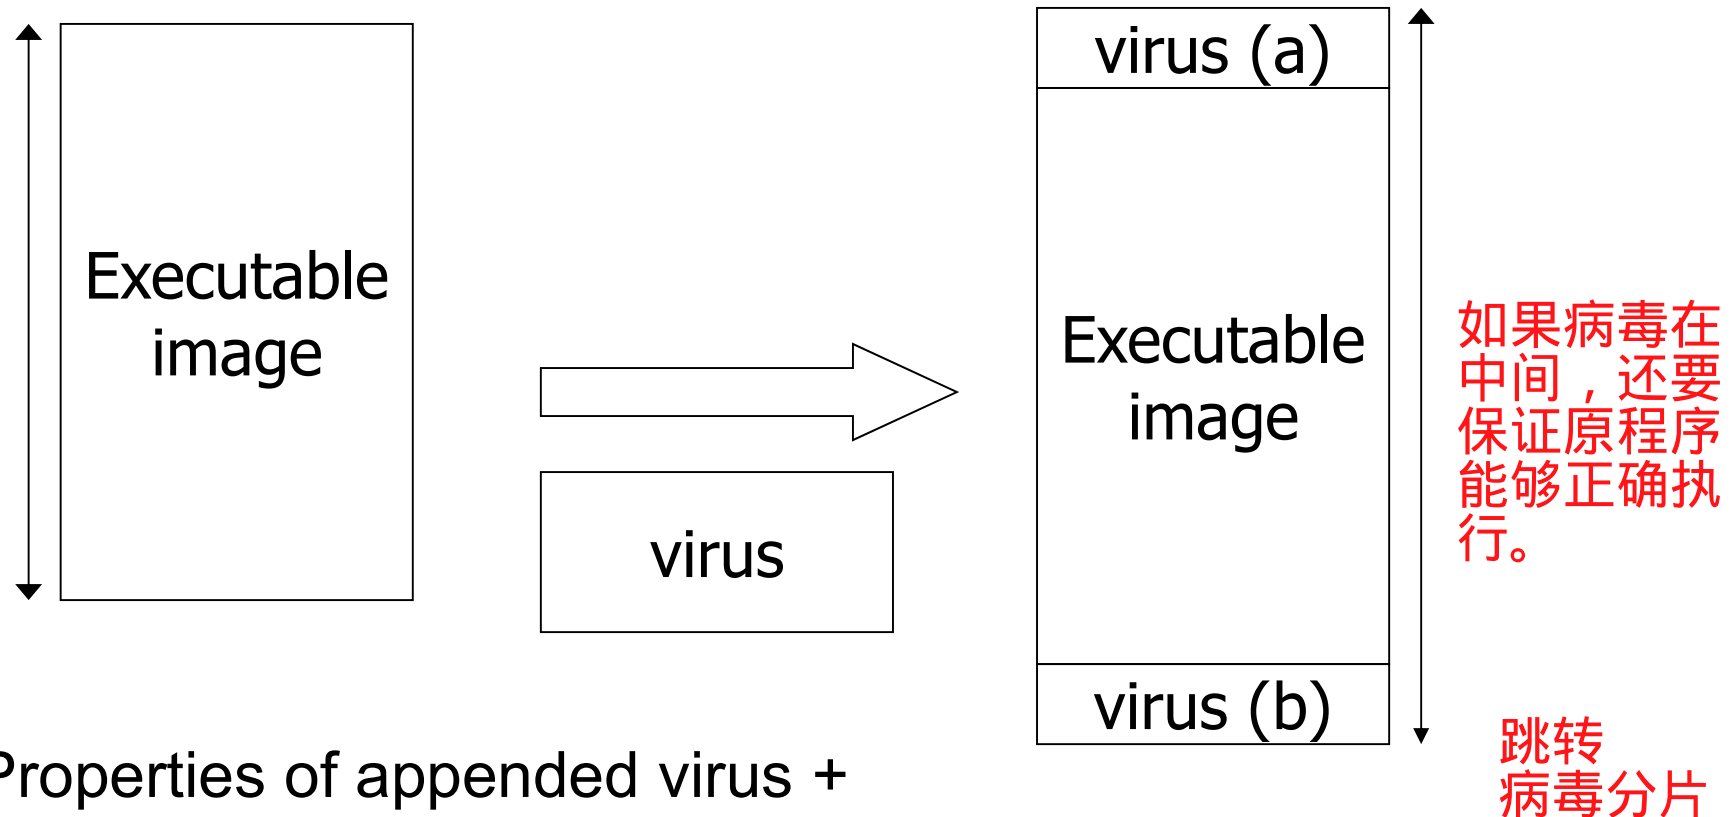 Executable
image
virus
virus (a)
Executable
image
virus (b)
如果病毒在
中间，还要
保证原程序
能够正确执
行。
跳转
病毒分片
Properties of appended virus +